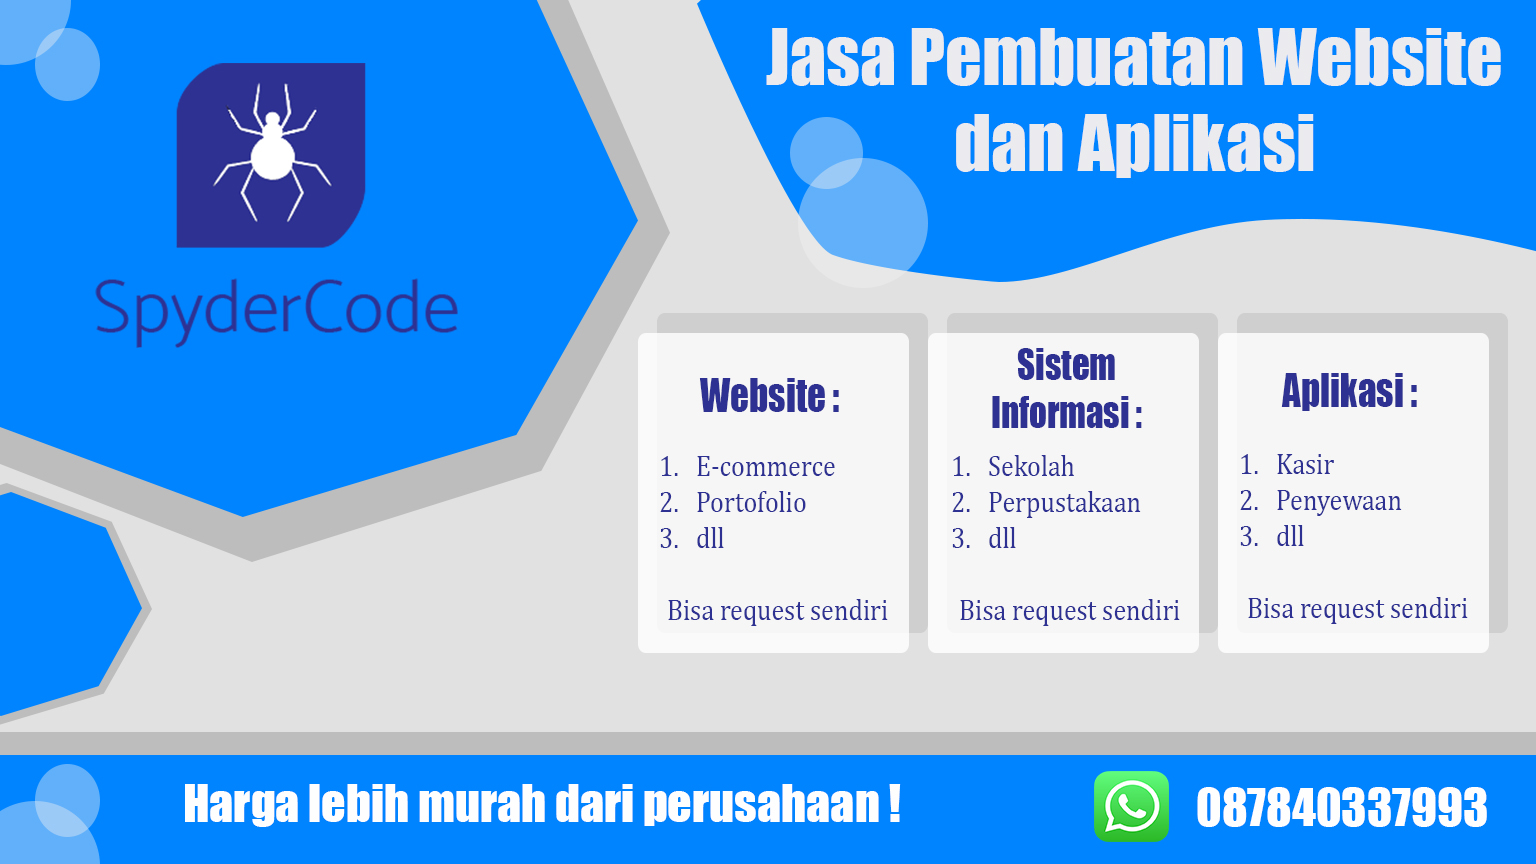 SpyderCode
Jasa Pembuatan Website
dan Aplikasi
Website :
1. E-commerce
2. Portofolio
3. dll
Bisa request sendiri
Sistem
Informasi :
1. Sekolah
2. Perpustakaan
3. dll
Bisa request sendiri
Aplikasi :
1. Kasir
2. Penyewaan
3. dll
Bisa request sendiri
Harga lebih murah dari perusahaan !
087840337993